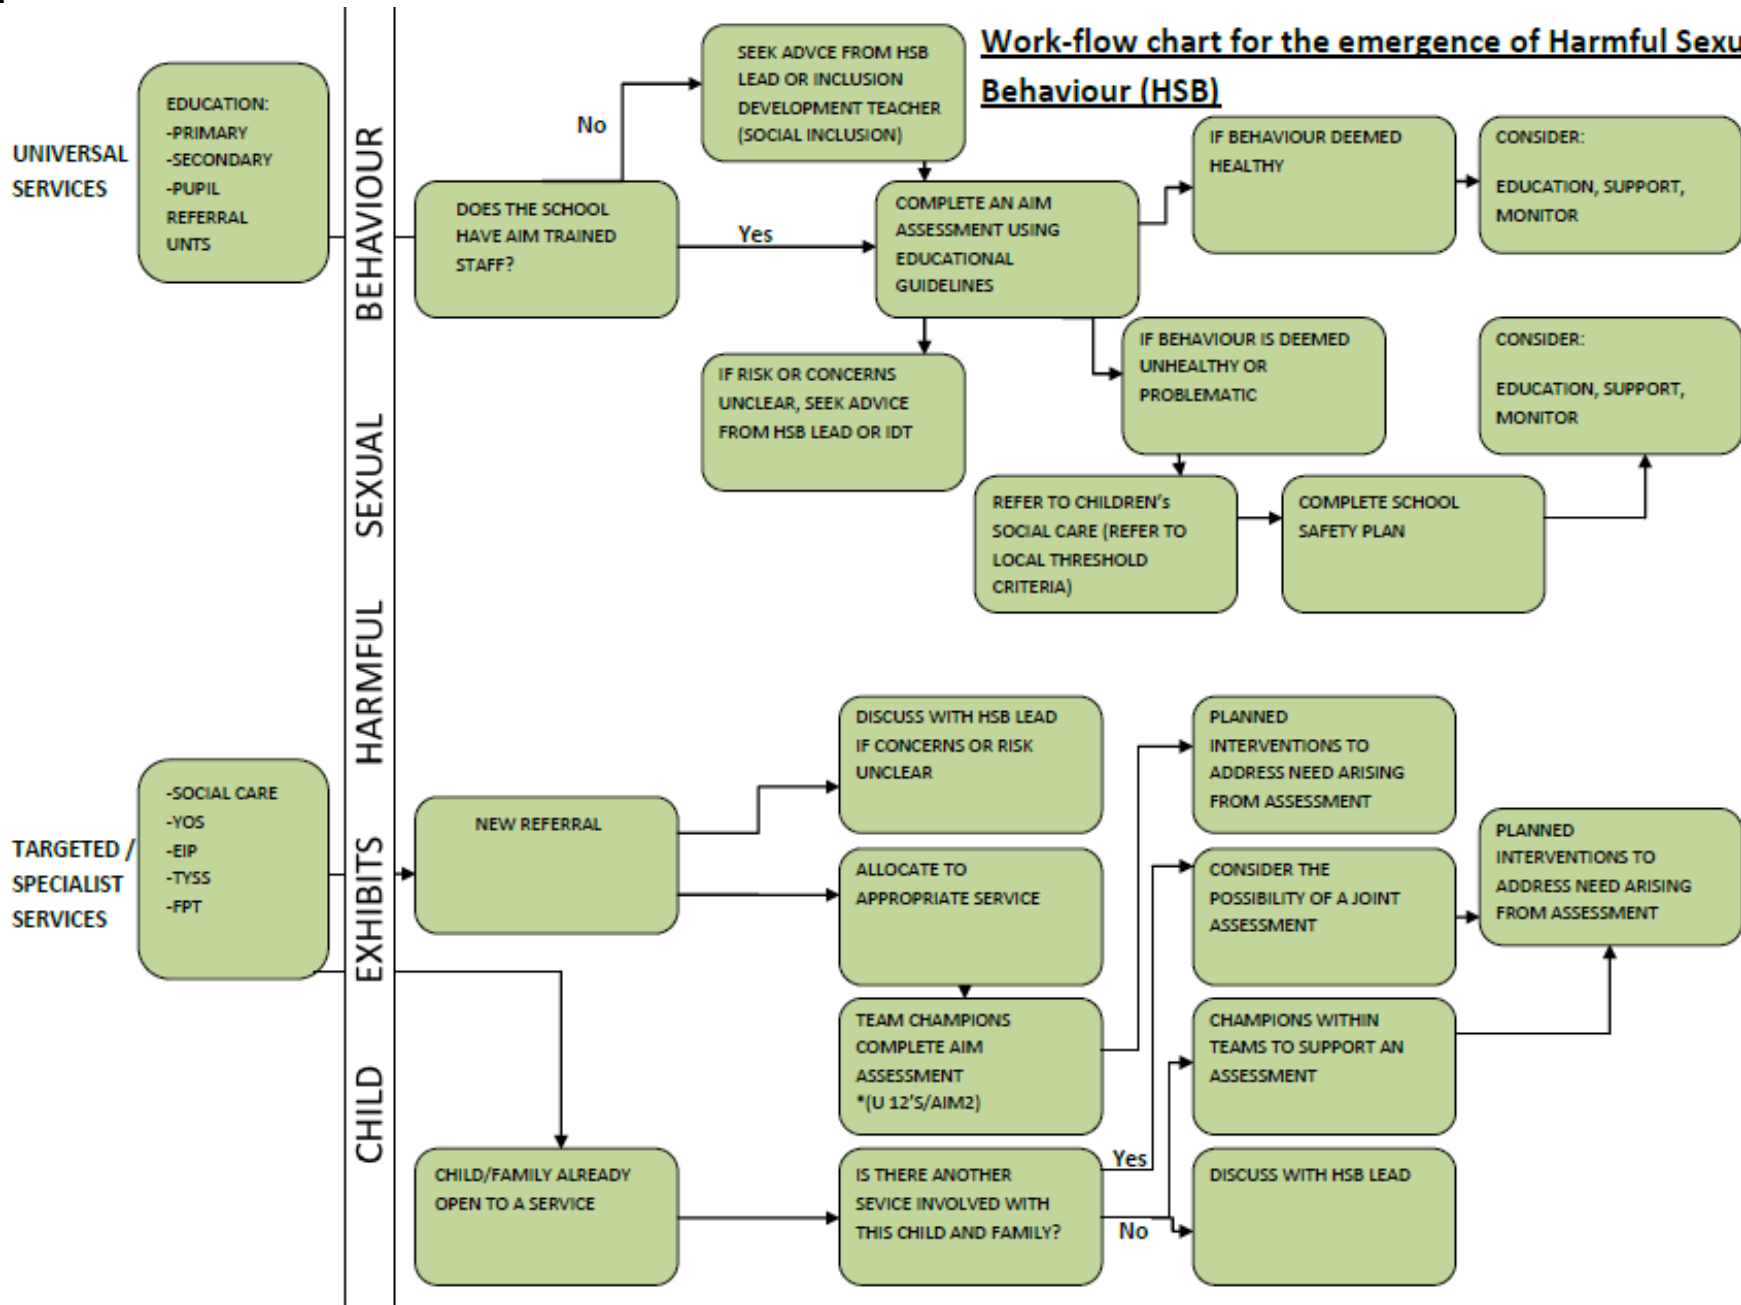 Work-flow chart for the emergence of Harmful Sexu
Behaviour (HSB)
UNIVERSAL
SERVICES
EDUCATION:
-PRIMARY
-SECONDARY
-PUPIL
REFERRAL
UNTS
CHILD EXHIBITS HARMFUL SEXUAL BEHAVIOUR
DOES THE SCHOOL
HAVE AIM TRAINED
STAFF?
No
Yes
SEEK ADVCE FROM HSB
LEAD OR INCLUSION
DEVELOPMENT TEACHER
(SOCIAL INCLUSION)
COMPLETE AN AIM
ASSESSMENT USING
EDUCATIONAL
GUIDELINES
IF BEHAVIOUR DEEMED
HEALTHY
CONSIDER:
EDUCATION, SUPPORT,
MONITOR
IF RISK OR CONCERNS
UNCLEAR, SEEK ADVICE
FROM HSB LEAD OR IDT
IF BEHAVIOUR IS DEEMED
UNHEALTHY OR
PROBLEMATIC
CONSIDER:
EDUCATION, SUPPORT,
MONITOR
REFER TO CHILDREN's
SOCIAL CARE (REFER TO
LOCAL THRESHOLD
CRITERIA)
COMPLETE SCHOOL
SAFETY PLAN
TARGETED /
SPECIALIST
SERVICES
-SOCIAL CARE
-YOS
-EIP
-TYSS
-FPT
NEW REFERRAL
DISCUSS WITH HSB LEAD
IF CONCERNS OR RISK
UNCLEAR
PLANNED
INTERVENTIONS TO
ADDRESS NEED ARISING
FROM ASSESSMENT
ALLOCATE TO
APPROPRIATE SERVICE
CONSIDER THE
POSSIBILITY OF A JOINT
ASSESSMENT
PLANNED
INTERVENTIONS TO
ADDRESS NEED ARISING
FROM ASSESSMENT
TEAM CHAMPIONS
COMPLETE AIM
ASSESSMENT
*(U 12'S/AIM2)
CHAMPIONS WITHIN
TEAMS TO SUPPORT AN
ASSESSMENT
CHILD/FAMILY ALREADY
OPEN TO A SERVICE
IS THERE ANOTHER
SEVICE INVOLVED WITH
THIS CHILD AND FAMILY?
Yes
No
DISCUSS WITH HSB LEAD